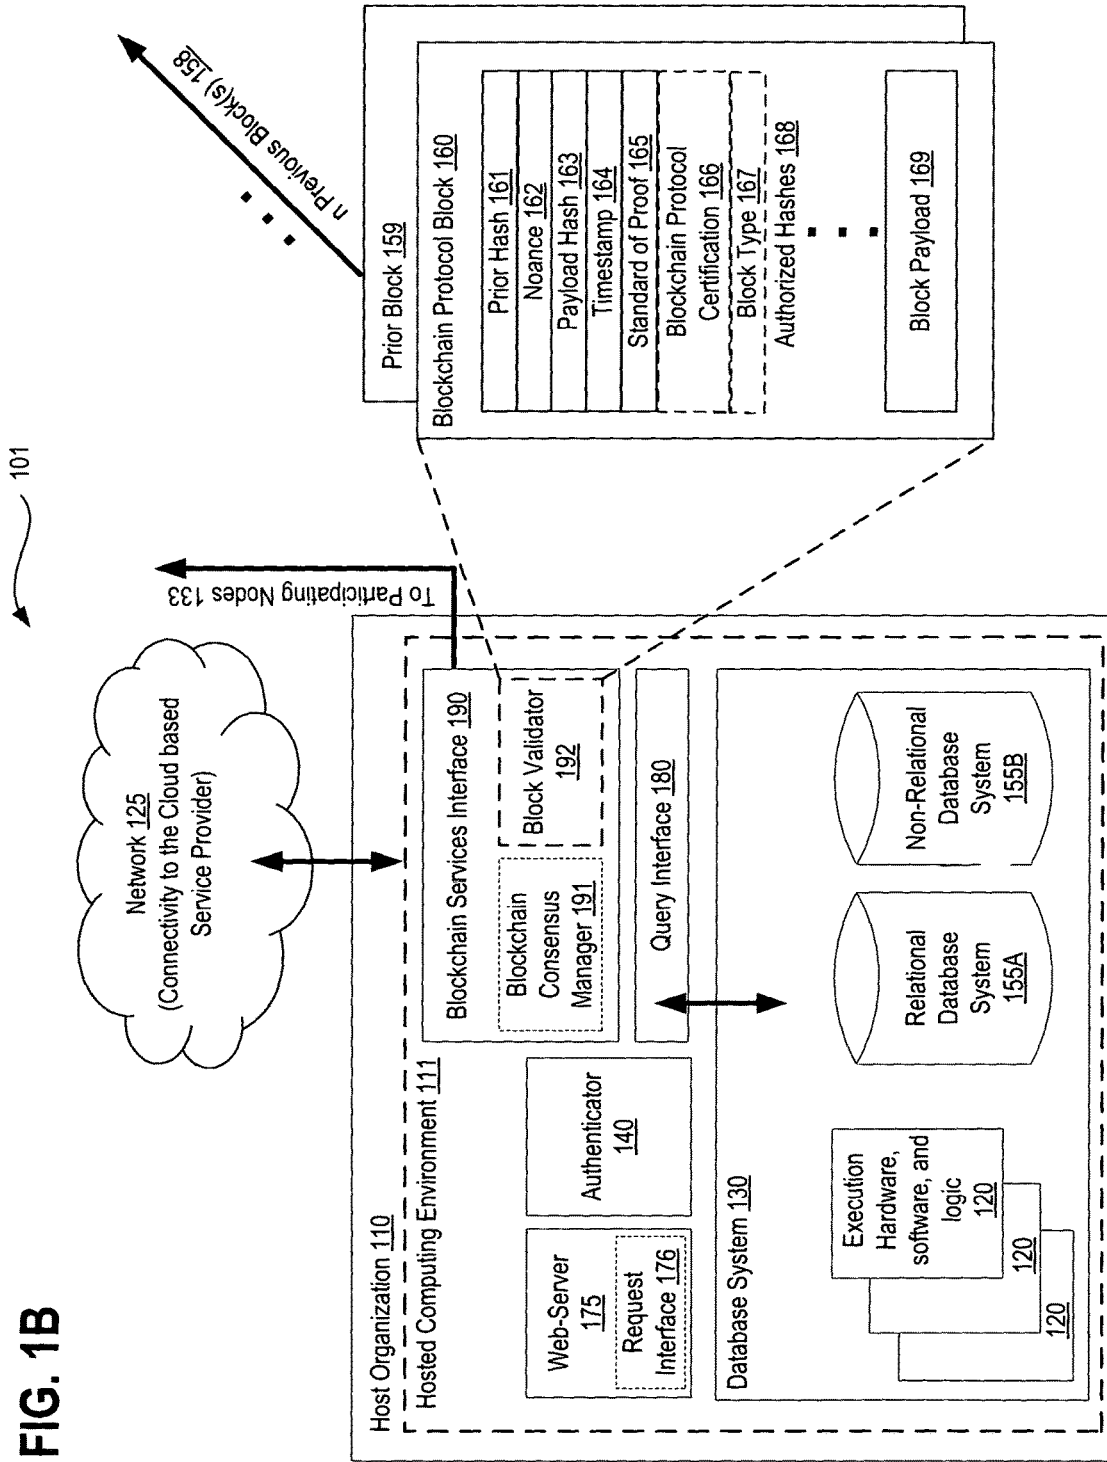 FIG. 1B
101
Network 125
(Connectivity to the Cloud based
Service Provider)
To Participating Nodes 133
n Previous Block(s) 158
Host Organization 110
Hosted Computing Environment 111
Web-Server
175
Request
Interface 176
Authenticator
140
Blockchain Services Interface 190
Blockchain
Consensus
Manager 191
Block Validator
192
Query Interface 180
Database System 130
Execution
Hardware,
software, and
logic
120
120
120
Relational
Database
System
155A
Non-Relational
Database
System
155B
Prior Block 159
Blockchain Protocol Block 160
Prior Hash 161
Noance 162
Payload Hash 163
Timestamp 164
Standard of Proof 165
Blockchain Protocol
Certification 166
Block Type 167
Authorized Hashes 168
Block Payload 169